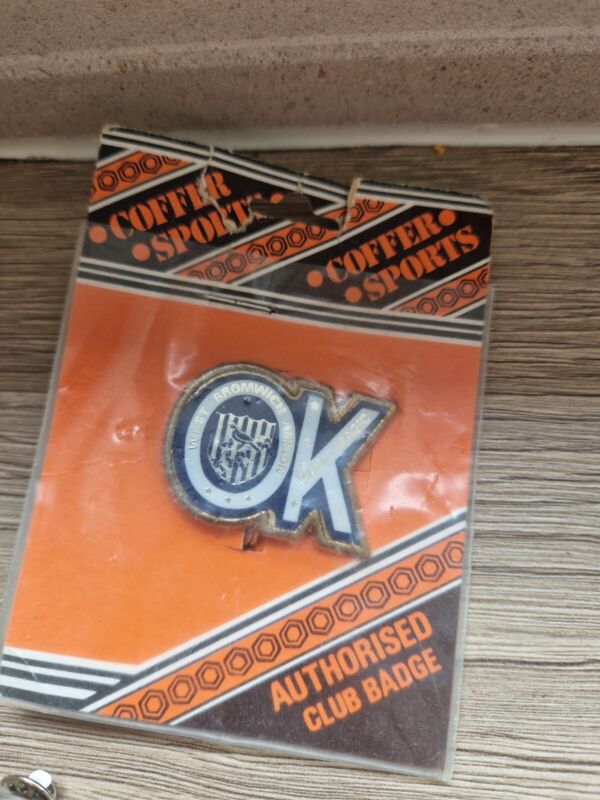 COFFER
SPORTS
COFFER
SPORTS
WEST BROMWICH ALBION
OK
AUTHORISED
CLUB BADGE